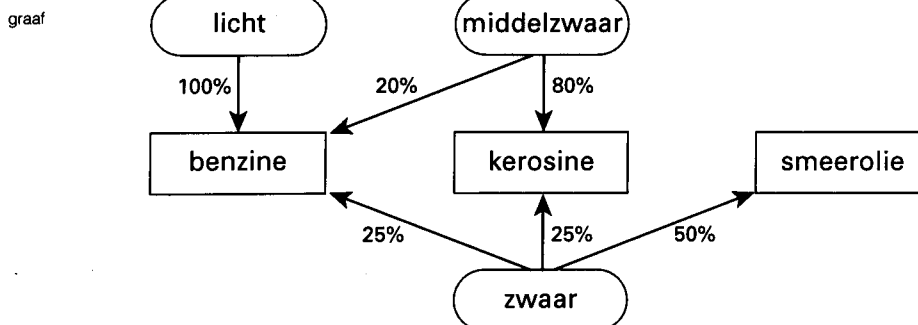 graaf
licht middelzwaar
100% 20% 80%
benzine kerosine smeerolie
25% 25% 50%
zwaar